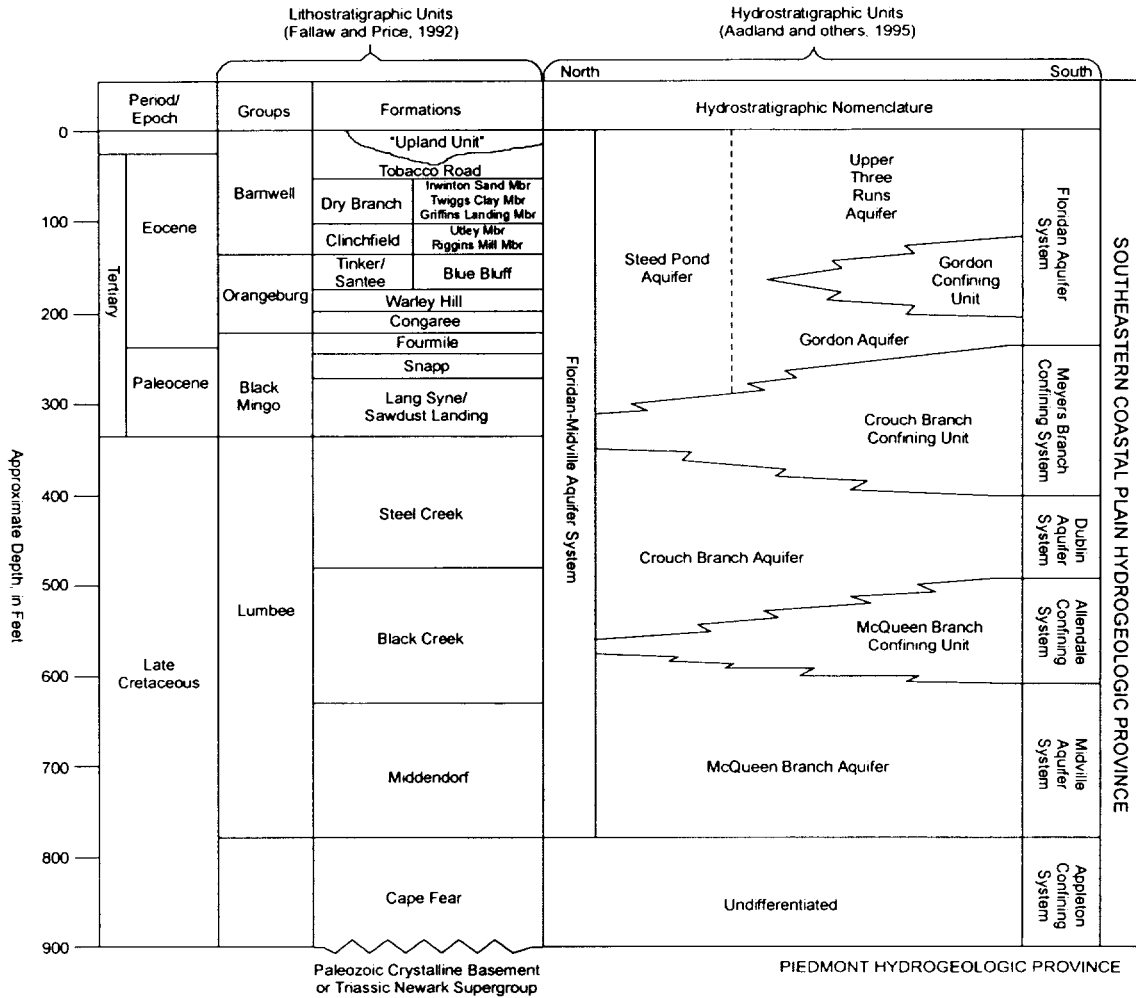 Lithostratigraphic Units
(Fallaw and Price, 1992)
Hydrostratigraphic Units
(Aadland and others, 1995)
North
South
Period/
Epoch
Groups
Formations
Hydrostratigraphic Nomenclature
0
100
200
300
400
500
600
700
800
900
Approximate Depth, in Feet
Tertiary
Eocene
Paleocene
Late
Cretaceous
Barnwell
Orangeburg
Black
Mingo
Lumbee
"Upland Unit"
Tobacco Road
Dry Branch
Irwinton Sand Mbr
Twiggs Clay Mbr
Griffins Landing Mbr
Clinchfield
Utley Mbr
Riggins Mill Mbr
Tinker/
Santee
Blue Bluff
Warley Hill
Congaree
Fourmile
Snapp
Lang Syne/
Sawdust Landing
Steel Creek
Black Creek
Middendorf
Cape Fear
Paleozoic Crystalline Basement
or Triassic Newark Supergroup
Floridan-Midville Aquifer System
Steed Pond
Aquifer
Upper
Three
Runs
Aquifer
Gordon
Confining
Unit
Gordon Aquifer
Crouch Branch
Confining Unit
Crouch Branch Aquifer
McQueen Branch
Confining Unit
McQueen Branch Aquifer
Undifferentiated
Floridan Aquifer
System
Meyers Branch
Confining System
Dublin
Aquifer
System
Allendale
Confining
System
Midville
Aquifer
System
Appleton
Confining
System
SOUTHEASTERN COASTAL PLAIN HYDROGEOLOGIC PROVINCE
PIEDMONT HYDROGEOLOGIC PROVINCE